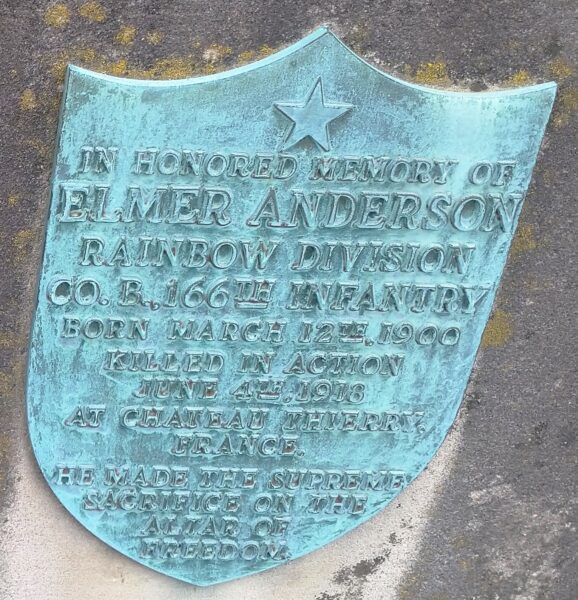 IN HONORED MEMORY OF
ELMER ANDERSON
RAINBOW DIVISION
CO. B., 166TH INFANTRY
BORN MARCH 12TH, 1900
KILLED IN ACTION
JUNE 4TH, 1918
AT CHATEAU THIERRY,
FRANCE.
HE MADE THE SUPREME
SACRIFICE ON THE
ALTAR OF
FREEDOM.